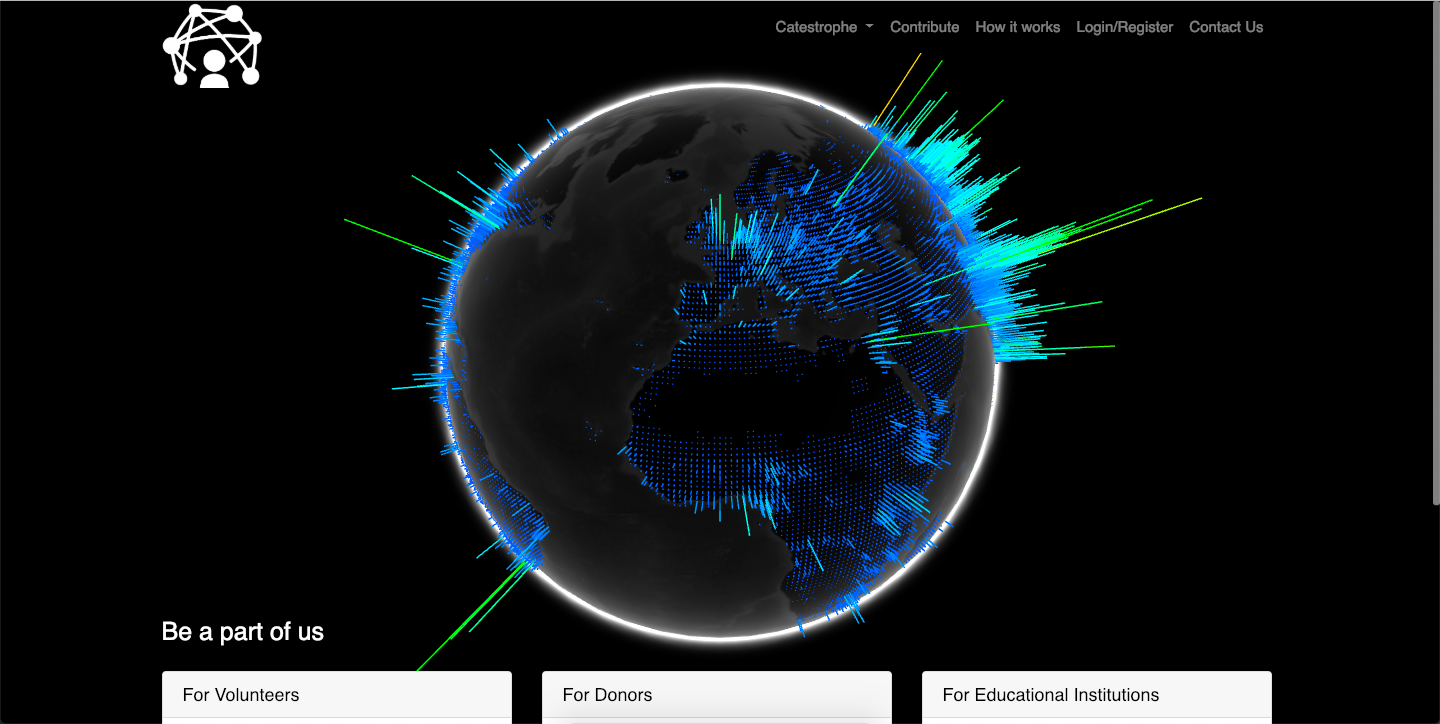 Catestrophe Contribute How it works Login/Register Contact Us
Be a part of us
For Volunteers
For Donors
For Educational Institutions